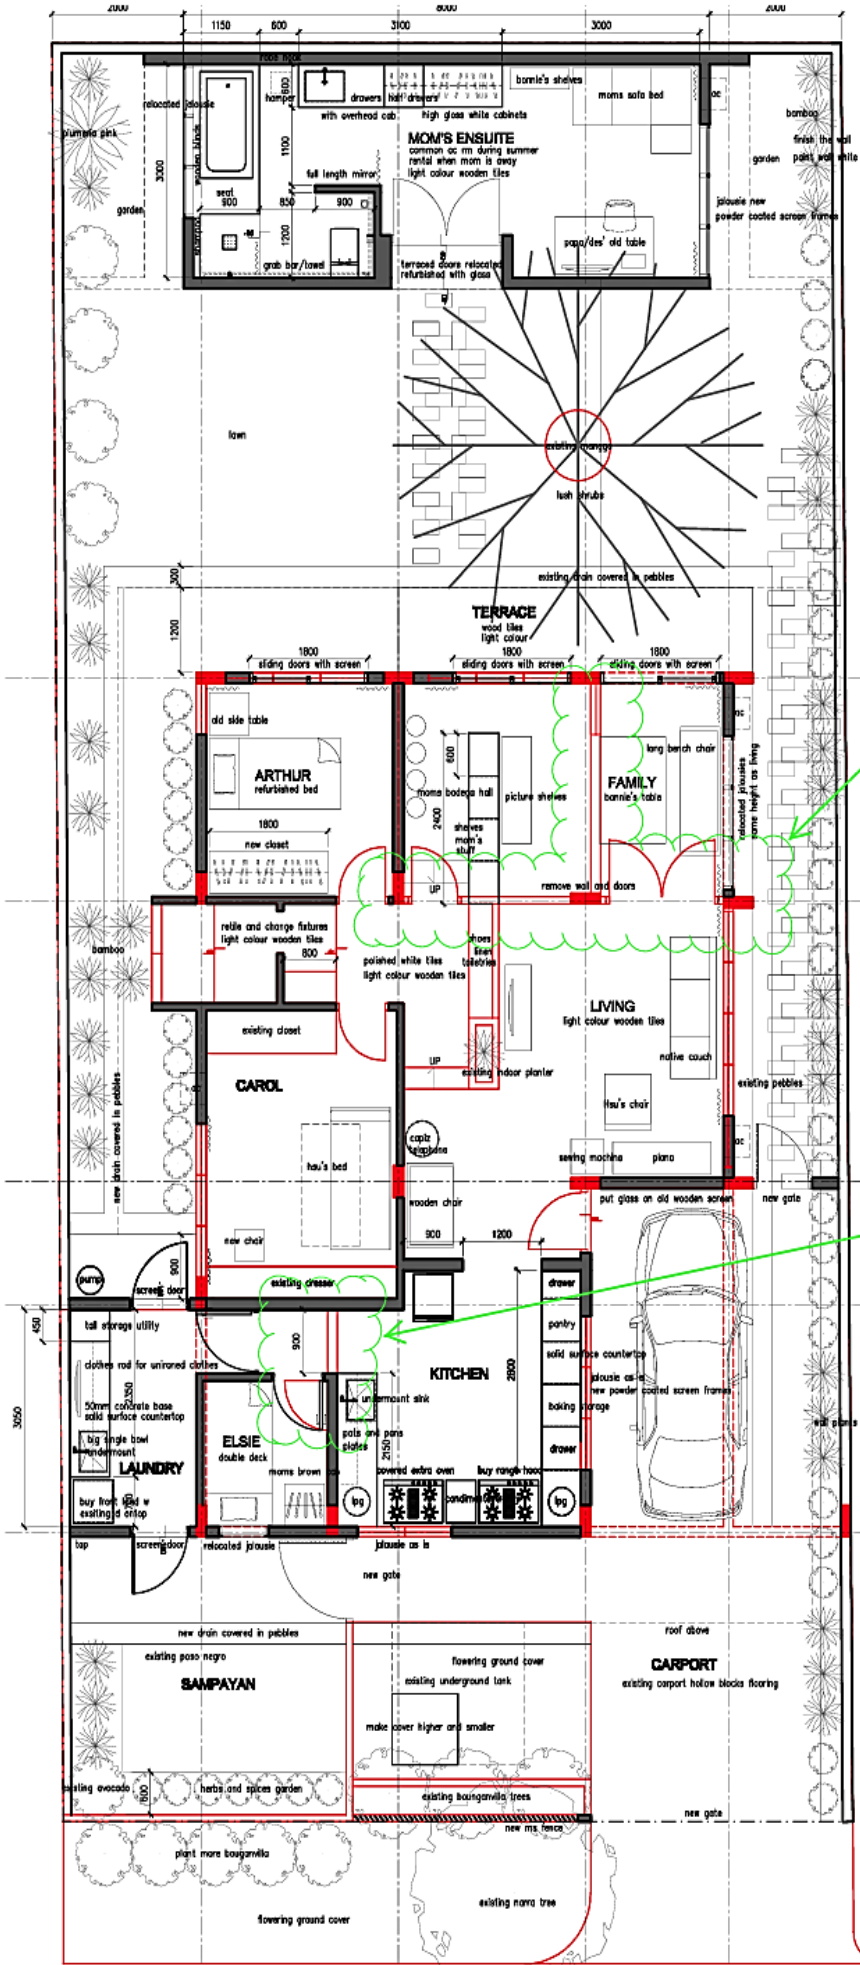 2000
8000
2000
1150
600
3100
3000
robe hook
600
bonnie's shelves
moms sofa bed
ac
relocated jalousie
hamper
drawers
half drawers
with overhead cab
high gloss white cabinets
bamboo
plumeria pink
wooden blinds
MOM'S ENSUITE
common ac rm during summer
rental when mom is away
light colour wooden tiles
finish the wall
paint wall white
garden
3000
1100
full length mirror
seat
900
850
900
jalousie new
powder coated screen frames
garden
shampoo
1200
papa/des' old table
grab bar/towel
terraced doors relocated
refurbished with glass
lawn
existing mango
lush shrubs
300
existing drain covered in pebbles
TERRACE
wood tiles
light colour
1200
1800
1800
1800
sliding doors with screen
sliding doors with screen
sliding doors with screen
old side table
ac
long bench chair
600
ARTHUR
refurbished bed
moms bodega hall
picture shelves
FAMILY
bonnie's table
relocated jalousies
same height as living
2400
1800
new closet
shelves
mom's
stuff
UP
remove wall and doors
retile and change fixtures
light colour wooden tiles
shoes
linen
toiletries
bamboo
800
polished white tiles
light colour wooden tiles
LIVING
light colour wooden tiles
existing closet
UP
native couch
existing indoor planter
CAROL
ac
existing pebbles
Hsu's chair
new drain covered in pebbles
capiz
telephone
ac
hsu's bed
sewing machine
piano
wooden chair
put glass on old wooden screen
new gate
new chair
900
1200
900
pump
screen door
existing dresser
drawer
450
tall storage utility
pantry
900
clothes rod for unironed clothes
KITCHEN
2800
solid surface countertop
jalousie as is
new powder coated screen frames
2350
50mm concrete base
solid surface countertop
undermount sink
baking storage
3050
big single bowl
undermount
ELSIE
double deck
pots and pans
plates
2150
wall plants
drawer
LAUNDRY
moms brown cab
covered extra oven
buy range hood
buy front load w
existing d ontop
lpg
lpg
tap
screen door
relocated jalousie
jalousie as is
new gate
new drain covered in pebbles
roof above
existing poso negro
flowering ground cover
CARPORT
existing carport hollow blocks flooring
SAMPAYAN
existing underground tank
make cover higher and smaller
existing avocado
600
herbs and spices garden
existing bounganvilla trees
new gate
new ms fence
plant more bouganvilla
existing narra tree
flowering ground cover